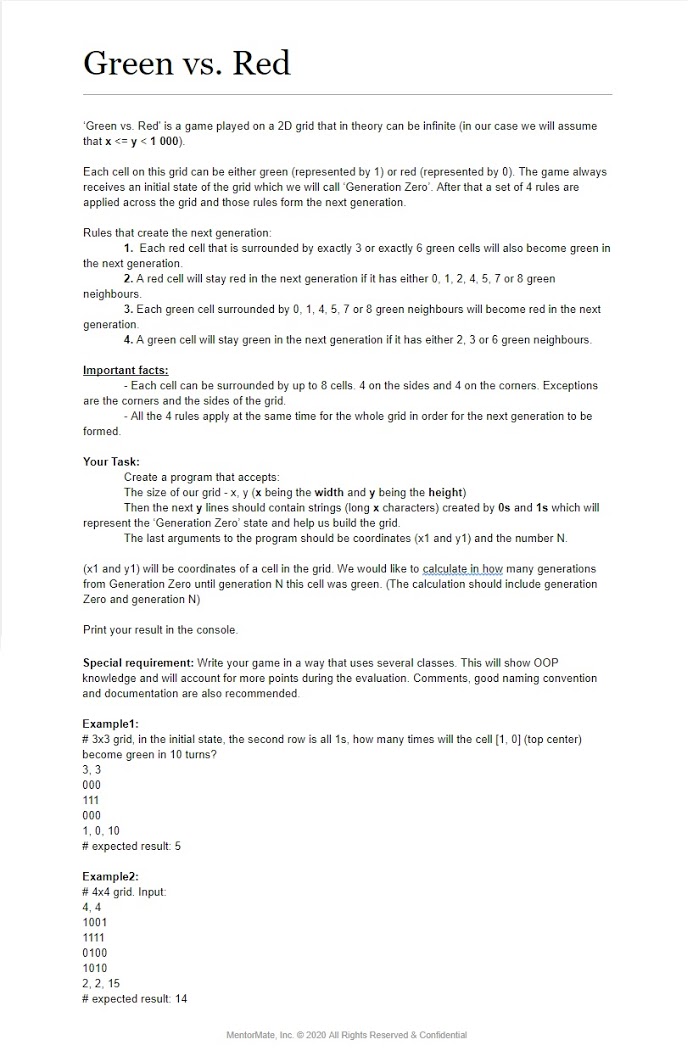 Green vs. Red
'Green vs. Red' is a game played on a 2D grid that in theory can be infinite (in our case we will assume
that x <= y < 1 000).
Each cell on this grid can be either green (represented by 1) or red (represented by 0). The game always
receives an initial state of the grid which we will call 'Generation Zero'. After that a set of 4 rules are
applied across the grid and those rules form the next generation.
Rules that create the next generation:
1. Each red cell that is surrounded by exactly 3 or exactly 6 green cells will also become green in
the next generation.
2. A red cell will stay red in the next generation if it has either 0, 1, 2, 4, 5, 7 or 8 green
neighbours.
3. Each green cell surrounded by 0, 1, 4, 5, 7 or 8 green neighbours will become red in the next
generation.
4. A green cell will stay green in the next generation if it has either 2, 3 or 6 green neighbours.
Important facts:
- Each cell can be surrounded by up to 8 cells. 4 on the sides and 4 on the corners. Exceptions
are the corners and the sides of the grid.
- All the 4 rules apply at the same time for the whole grid in order for the next generation to be
formed.
Your Task:
Create a program that accepts:
The size of our grid - x, y (x being the width and y being the height)
Then the next y lines should contain strings (long x characters) created by 0s and 1s which will
represent the 'Generation Zero' state and help us build the grid.
The last arguments to the program should be coordinates (x1 and y1) and the number N.
(x1 and y1) will be coordinates of a cell in the grid. We would like to calculate in how many generations
from Generation Zero until generation N this cell was green. (The calculation should include generation
Zero and generation N)
Print your result in the console.
Special requirement: Write your game in a way that uses several classes. This will show OOP
knowledge and will account for more points during the evaluation. Comments, good naming convention
and documentation are also recommended.
Example1:
# 3x3 grid, in the initial state, the second row is all 1s, how many times will the cell [1, 0] (top center)
become green in 10 turns?
3, 3
000
111
000
1, 0, 10
# expected result: 5
Example2:
# 4x4 grid. Input:
4, 4
1001
1111
0100
1010
2, 2, 15
# expected result: 14
MentorMate, Inc. © 2020 All Rights Reserved & Confidential